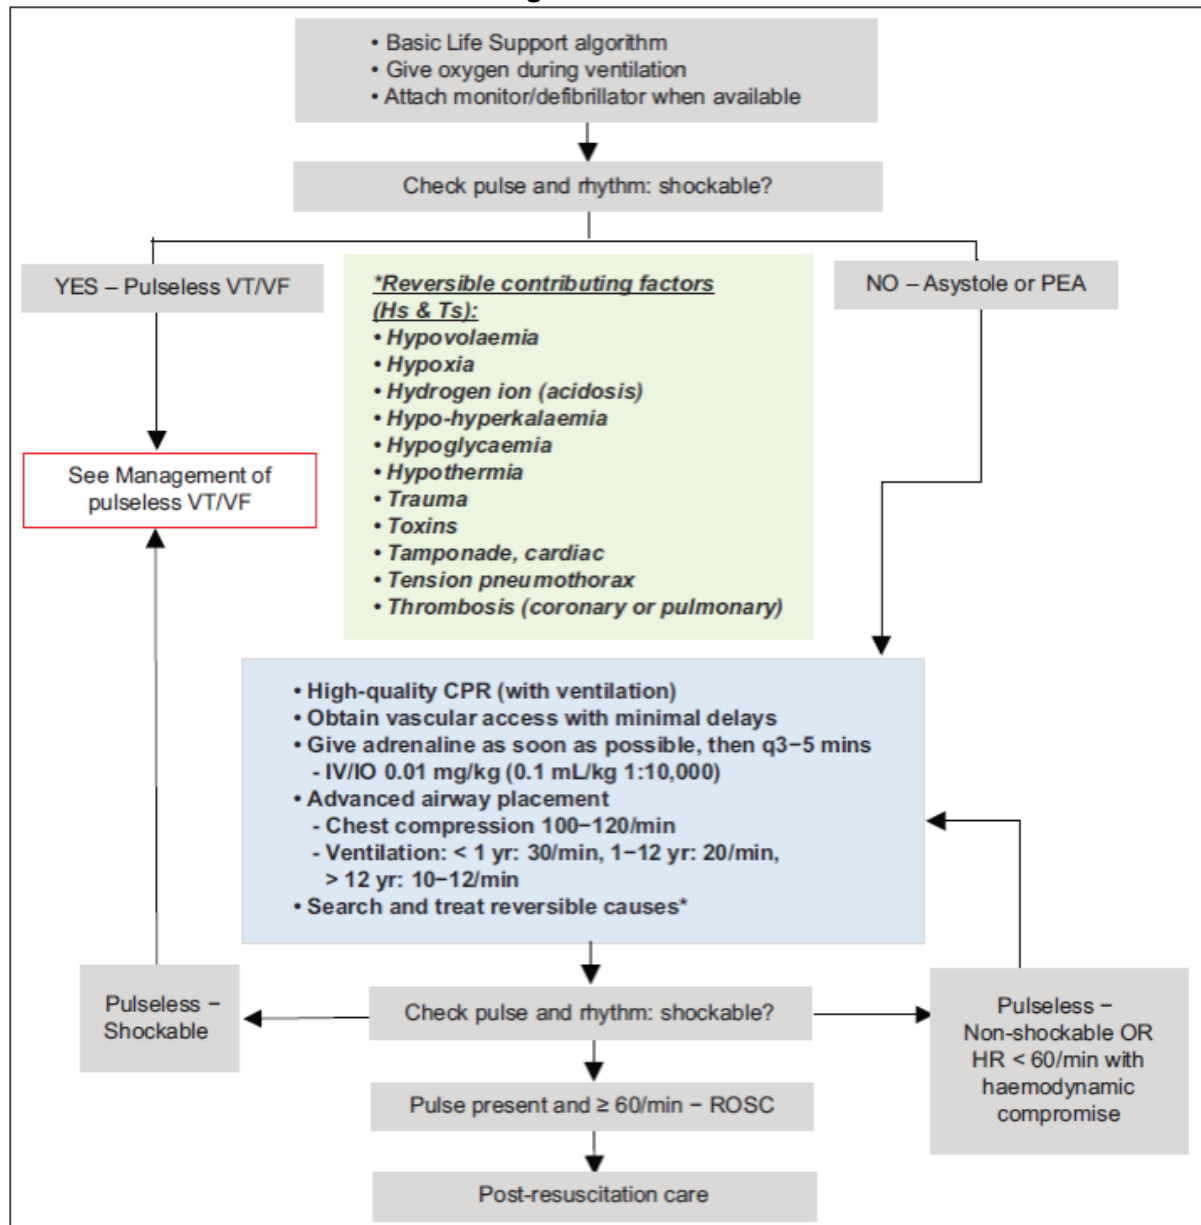 • Basic Life Support algorithm
• Give oxygen during ventilation
• Attach monitor/defibrillator when available
Check pulse and rhythm: shockable?
YES – Pulseless VT/VF
NO – Asystole or PEA
*Reversible contributing factors
(Hs & Ts):
• Hypovolaemia
• Hypoxia
• Hydrogen ion (acidosis)
• Hypo-hyperkalaemia
• Hypoglycaemia
• Hypothermia
• Trauma
• Toxins
• Tamponade, cardiac
• Tension pneumothorax
• Thrombosis (coronary or pulmonary)
See Management of
pulseless VT/VF
• High-quality CPR (with ventilation)
• Obtain vascular access with minimal delays
• Give adrenaline as soon as possible, then q3−5 mins
- IV/IO 0.01 mg/kg (0.1 mL/kg 1:10,000)
• Advanced airway placement
- Chest compression 100−120/min
- Ventilation: < 1 yr: 30/min, 1−12 yr: 20/min,
> 12 yr: 10−12/min
• Search and treat reversible causes*
Pulseless −
Shockable
Check pulse and rhythm: shockable?
Pulseless −
Non-shockable OR
HR < 60/min with
haemodynamic
compromise
Pulse present and ≥ 60/min − ROSC
Post-resuscitation care